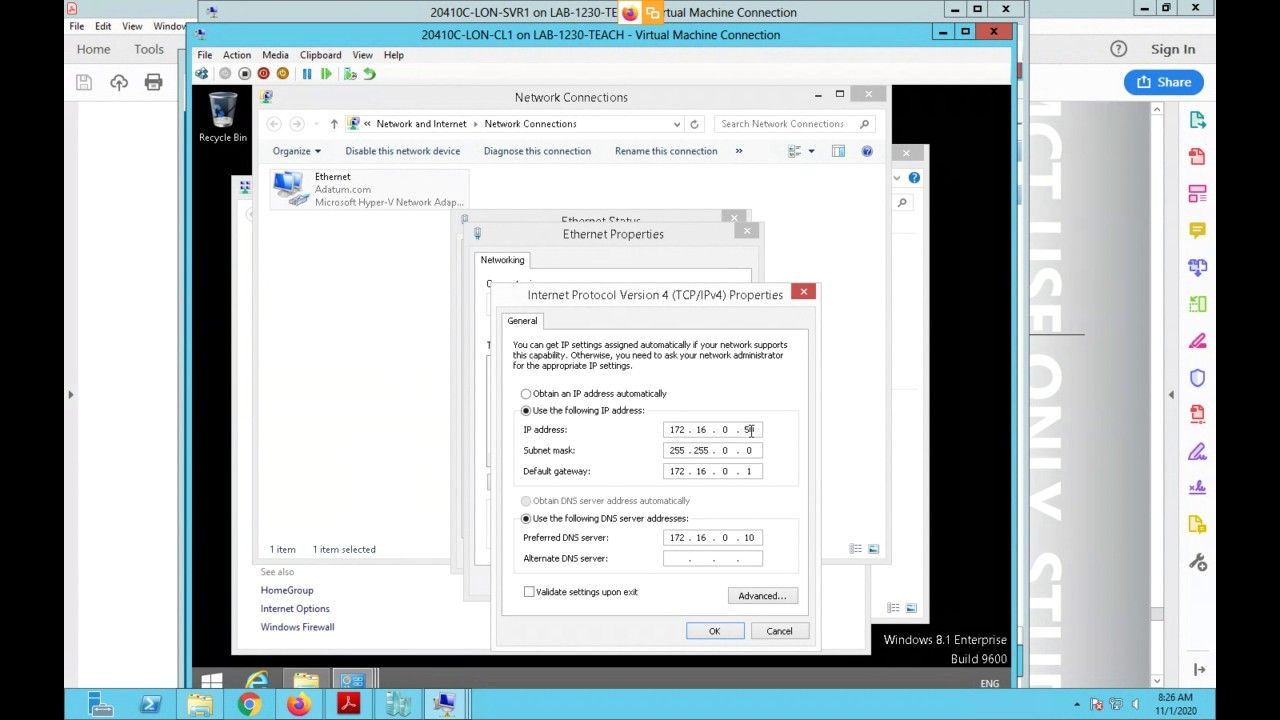 20410C-LON-SVR1 on LAB-1230-TE
rtual Machine Connection
20410C-LON-CL1 on LAB-1230-TEACH - Virtual Machine Connection
File Edit View Window
Home Tools
Sign In
Share
File Action Media Clipboard View Help
Recycle Bin
Network Connections
« Network and Internet Network Connections
Search Network Connections
Organize Disable this network device Diagnose this connection Rename this connection »
Ethernet
Adatum.com
Microsoft Hyper-V Network Adap...
Ethernet Status
Ethernet Properties
Networking
Internet Protocol Version 4 (TCP/IPv4) Properties
General
You can get IP settings assigned automatically if your network supports
this capability. Otherwise, you need to ask your network administrator
for the appropriate IP settings.
Obtain an IP address automatically
Use the following IP address:
IP address: 172 . 16 . 0 .
Subnet mask: 255 . 255 . 0 . 0
Default gateway: 172 . 16 . 0 . 1
Obtain DNS server address automatically
Use the following DNS server addresses:
Preferred DNS server: 172 . 16 . 0 . 10
Alternate DNS server: . . .
Validate settings upon exit
Advanced...
OK Cancel
1 item 1 item selected
See also
HomeGroup
Internet Options
Windows Firewall
Windows 8.1 Enterprise
Build 9600
ENG
MCT USE ONLY. STU
8:26 AM
11/1/2020